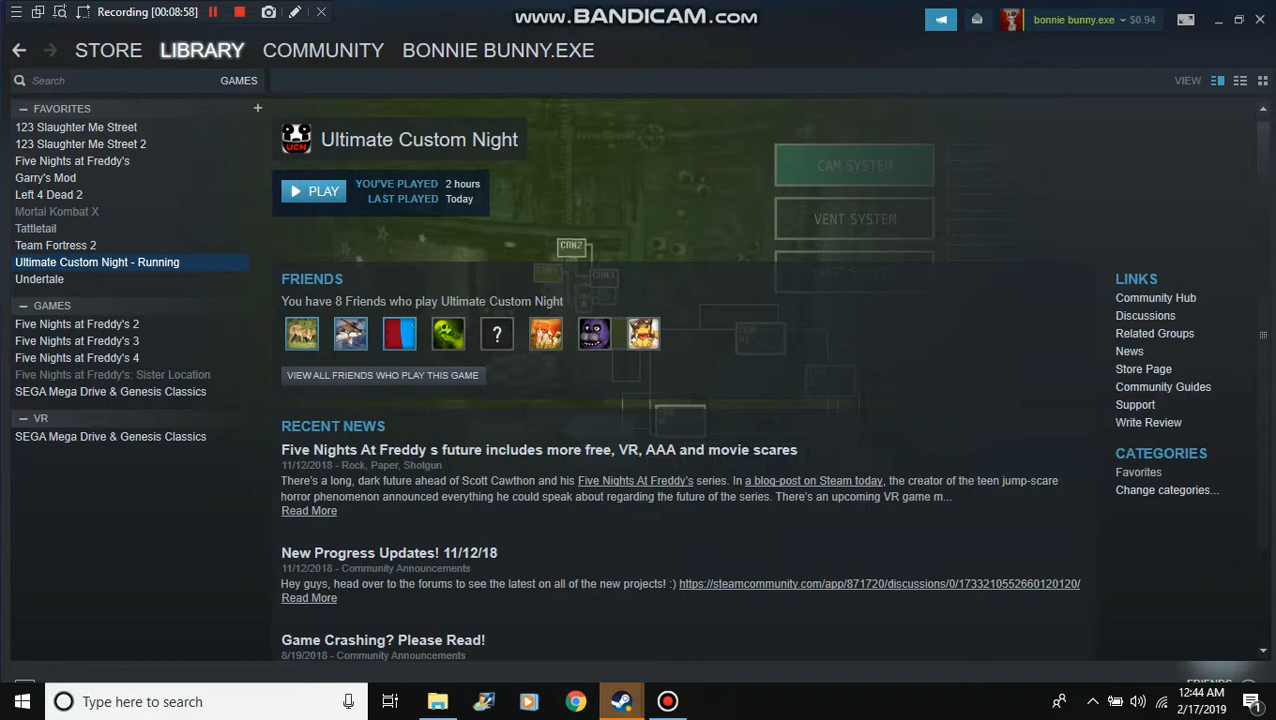 Recording [00:08:58]
www.BANDICAM.com
bonnie bunny.exe
$0.94
STORE
LIBRARY
COMMUNITY
BONNIE BUNNY.EXE
Search
GAMES
VIEW
FAVORITES
123 Slaughter Me Street
123 Slaughter Me Street 2
Five Nights at Freddy's
Garry's Mod
Left 4 Dead 2
Mortal Kombat X
Tattletail
Team Fortress 2
Ultimate Custom Night - Running
Undertale
GAMES
Five Nights at Freddy's 2
Five Nights at Freddy's 3
Five Nights at Freddy's 4
Five Nights at Freddy's: Sister Location
SEGA Mega Drive & Genesis Classics
VR
SEGA Mega Drive & Genesis Classics
UCN
Ultimate Custom Night
PLAY
YOU'VE PLAYED 2 hours
LAST PLAYED Today
CAM SYSTEM
VENT SYSTEM
CAM2
FRIENDS
You have 8 Friends who play Ultimate Custom Night
?
VIEW ALL FRIENDS WHO PLAY THIS GAME
RECENT NEWS
Five Nights At Freddy s future includes more free, VR, AAA and movie scares
11/12/2018 - Rock, Paper, Shotgun
There's a long, dark future ahead of Scott Cawthon and his Five Nights At Freddy's series. In a blog-post on Steam today, the creator of the teen jump-scare
horror phenomenon announced everything he could speak about regarding the future of the series. There's an upcoming VR game m...
Read More
New Progress Updates! 11/12/18
11/12/2018 - Community Announcements
Hey guys, head over to the forums to see the latest on all of the new projects! :) https://steamcommunity.com/app/871720/discussions/0/1733210552660120120/
Read More
Game Crashing? Please Read!
8/19/2018 - Community Announcements
LINKS
Community Hub
Discussions
Related Groups
News
Store Page
Community Guides
Support
Write Review
CATEGORIES
Favorites
Change categories...
Type here to search
12:44 AM
2/17/2019
1